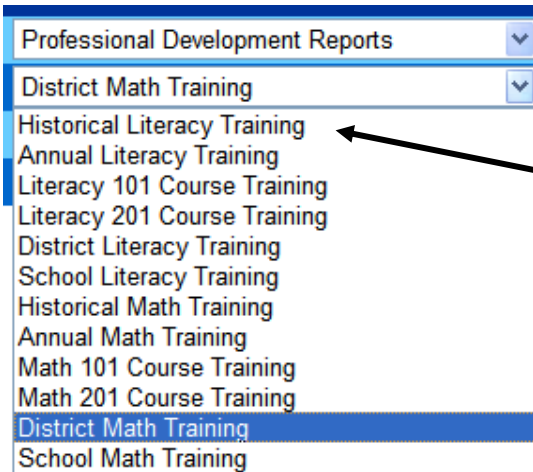 Professional Development Reports
District Math Training
Historical Literacy Training
Annual Literacy Training
Literacy 101 Course Training
Literacy 201 Course Training
District Literacy Training
School Literacy Training
Historical Math Training
Annual Math Training
Math 101 Course Training
Math 201 Course Training
District Math Training
School Math Training